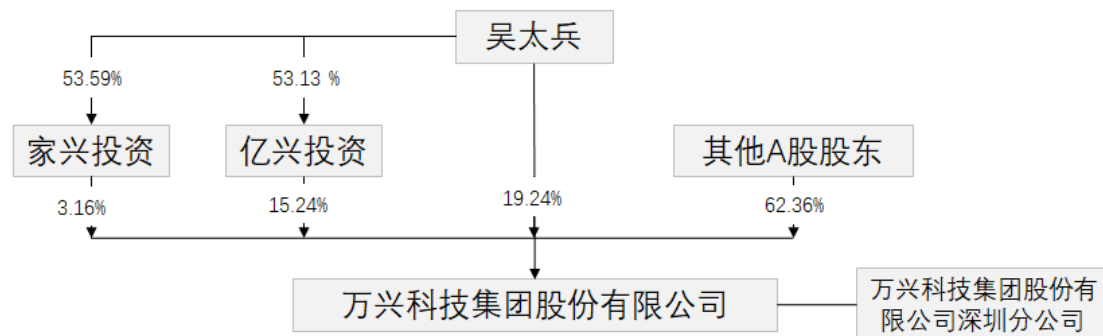 吴太兵
53.59%
53.13 %
家兴投资
亿兴投资
其他A股股东
3.16%
15.24%
19.24%
62.36%
万兴科技集团股份有限公司
万兴科技集团股份有
限公司深圳分公司